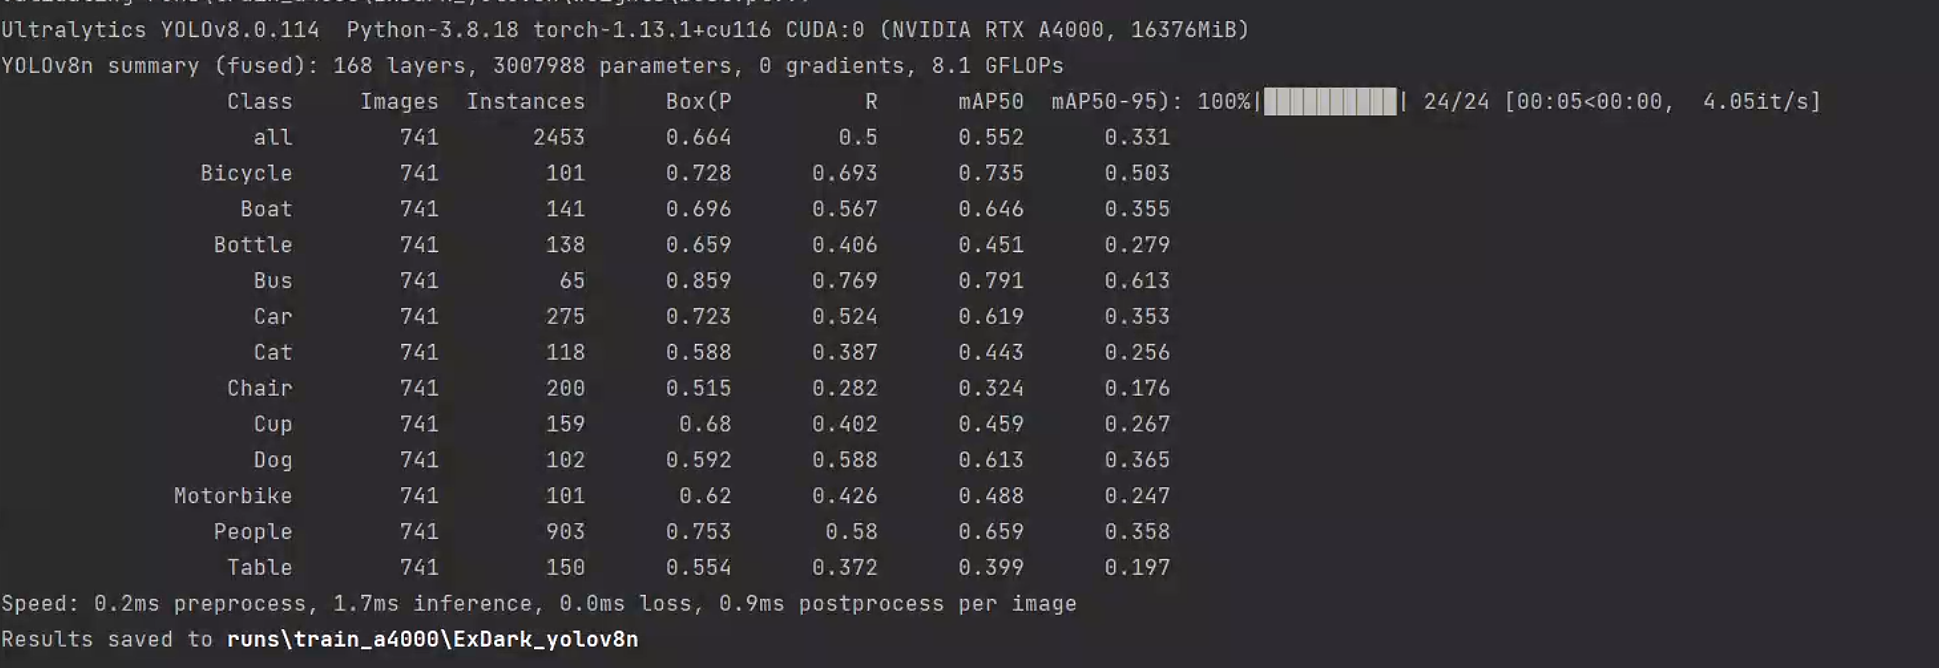 Ultralytics YOLOv8.0.114 Python-3.8.18 torch-1.13.1+cu116 CUDA:0 (NVIDIA RTX A4000, 16376MiB)
YOLOv8n summary (fused): 168 layers, 3007988 parameters, 0 gradients, 8.1 GFLOPs
Class Images Instances Box(P R mAP50 mAP50-95): 100%|██████████| 24/24 [00:05<00:00, 4.05it/s]
all 741 2453 0.664 0.5 0.552 0.331
Bicycle 741 101 0.728 0.693 0.735 0.503
Boat 741 141 0.696 0.567 0.646 0.355
Bottle 741 138 0.659 0.406 0.451 0.279
Bus 741 65 0.859 0.769 0.791 0.613
Car 741 275 0.723 0.524 0.619 0.353
Cat 741 118 0.588 0.387 0.443 0.256
Chair 741 200 0.515 0.282 0.324 0.176
Cup 741 159 0.68 0.402 0.459 0.267
Dog 741 102 0.592 0.588 0.613 0.365
Motorbike 741 101 0.62 0.426 0.488 0.247
People 741 903 0.753 0.58 0.659 0.358
Table 741 150 0.554 0.372 0.399 0.197
Speed: 0.2ms preprocess, 1.7ms inference, 0.0ms loss, 0.9ms postprocess per image
Results saved to runs\train_a4000\ExDark_yolov8n